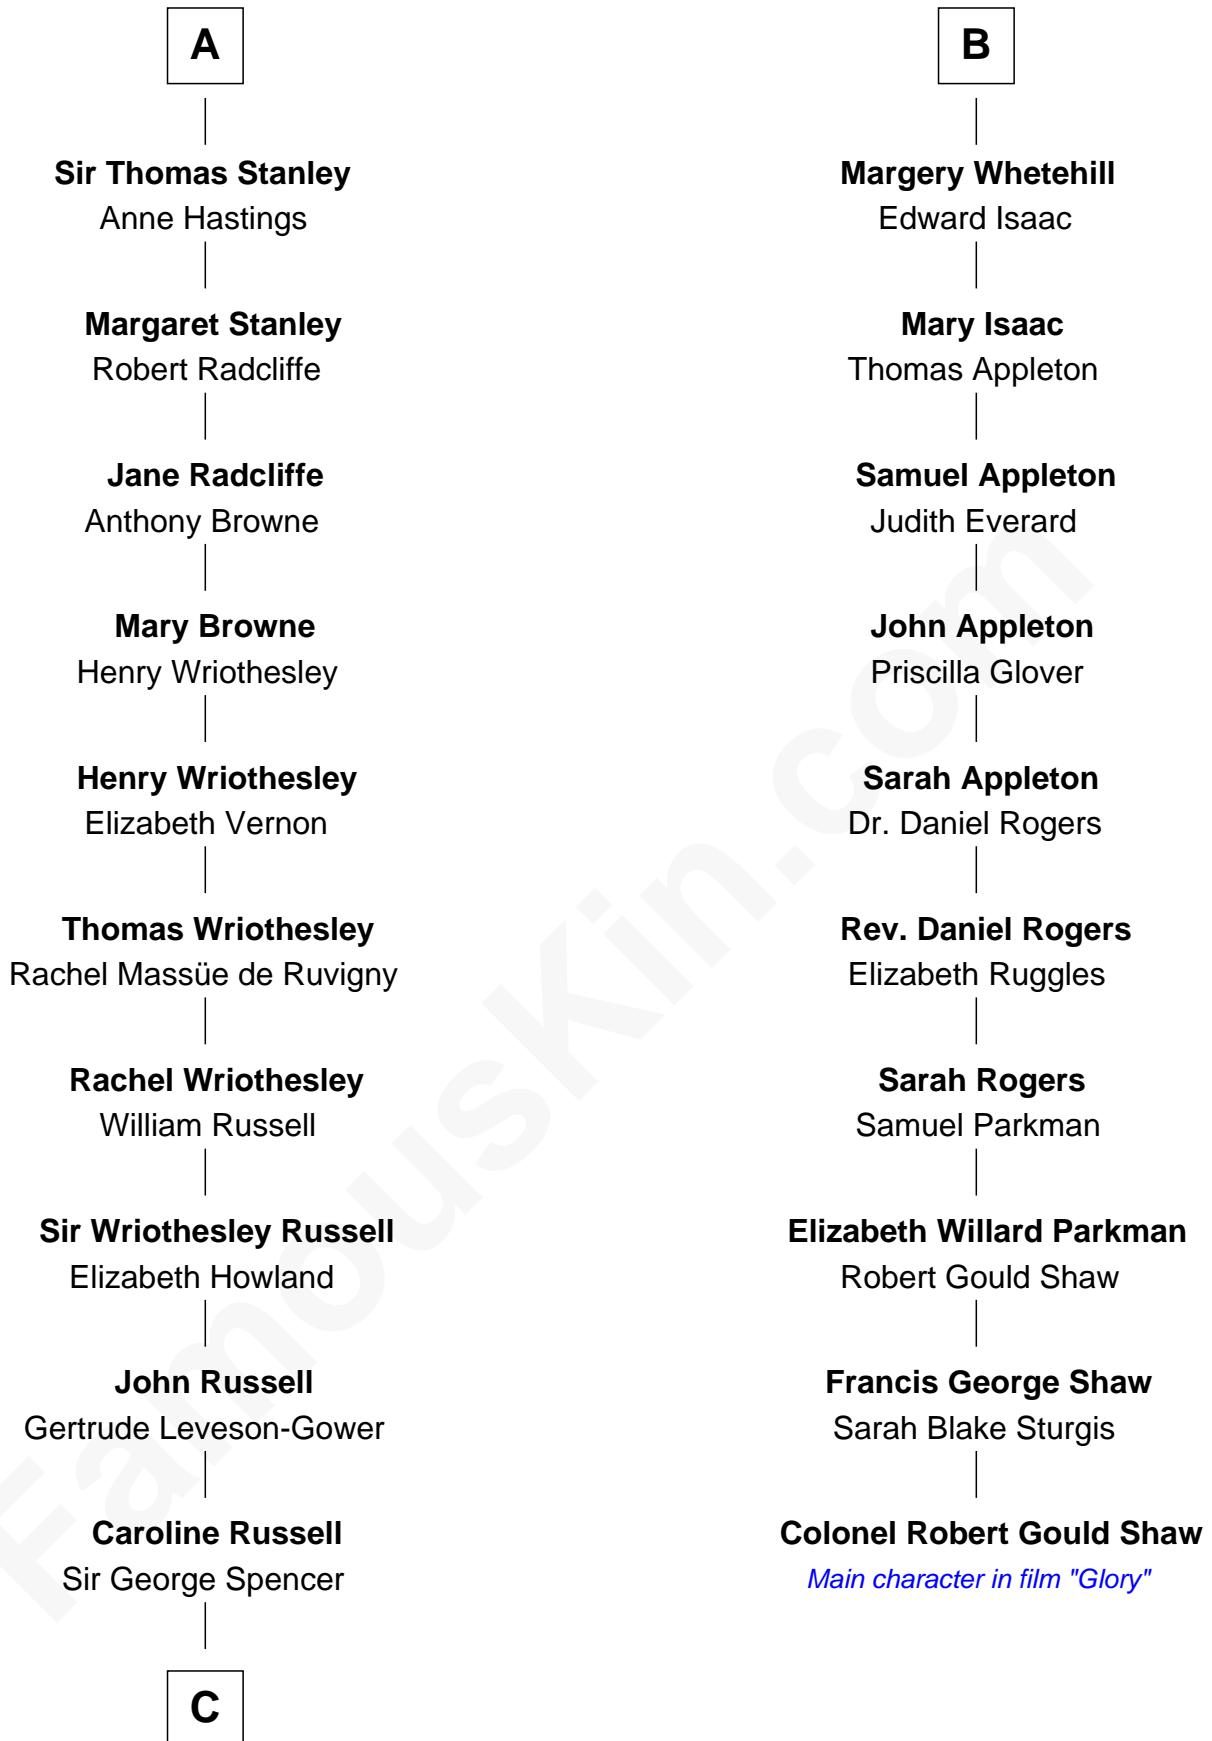 A
Sir Thomas Stanley
Anne Hastings
Margaret Stanley
Robert Radcliffe
Jane Radcliffe
Anthony Browne
Mary Browne
Henry Wriothesley
Henry Wriothesley
Elizabeth Vernon
Thomas Wriothesley
Rachel Massüe de Ruvigny
Rachel Wriothesley
William Russell
Sir Wriothesley Russell
Elizabeth Howland
John Russell
Gertrude Leveson-Gower
Caroline Russell
Sir George Spencer
C
B
Margery Whetehill
Edward Isaac
Mary Isaac
Thomas Appleton
Samuel Appleton
Judith Everard
John Appleton
Priscilla Glover
Sarah Appleton
Dr. Daniel Rogers
Rev. Daniel Rogers
Elizabeth Ruggles
Sarah Rogers
Samuel Parkman
Elizabeth Willard Parkman
Robert Gould Shaw
Francis George Shaw
Sarah Blake Sturgis
Colonel Robert Gould Shaw
Main character in film "Glory"
FamousKin.com